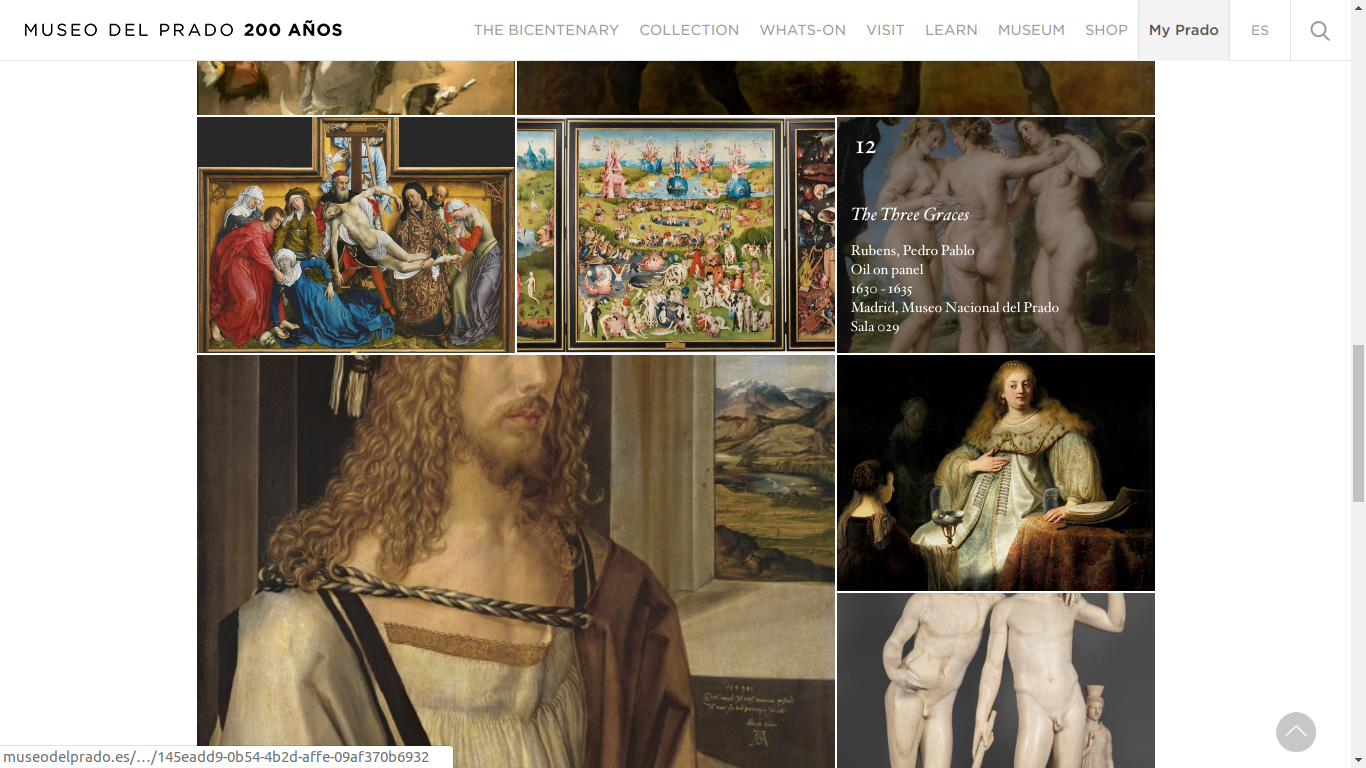 MUSEO DEL PRADO 200 AÑOS
THE BICENTENARY COLLECTION WHATS-ON VISIT LEARN MUSEUM SHOP My Prado ES
12
The Three Graces
Rubens, Pedro Pablo
Oil on panel
1630 - 1635
Madrid, Museo Nacional del Prado
Sala 029
museodelprado.es/.../145eadd9-0b54-4b2d-affe-09af370b6932